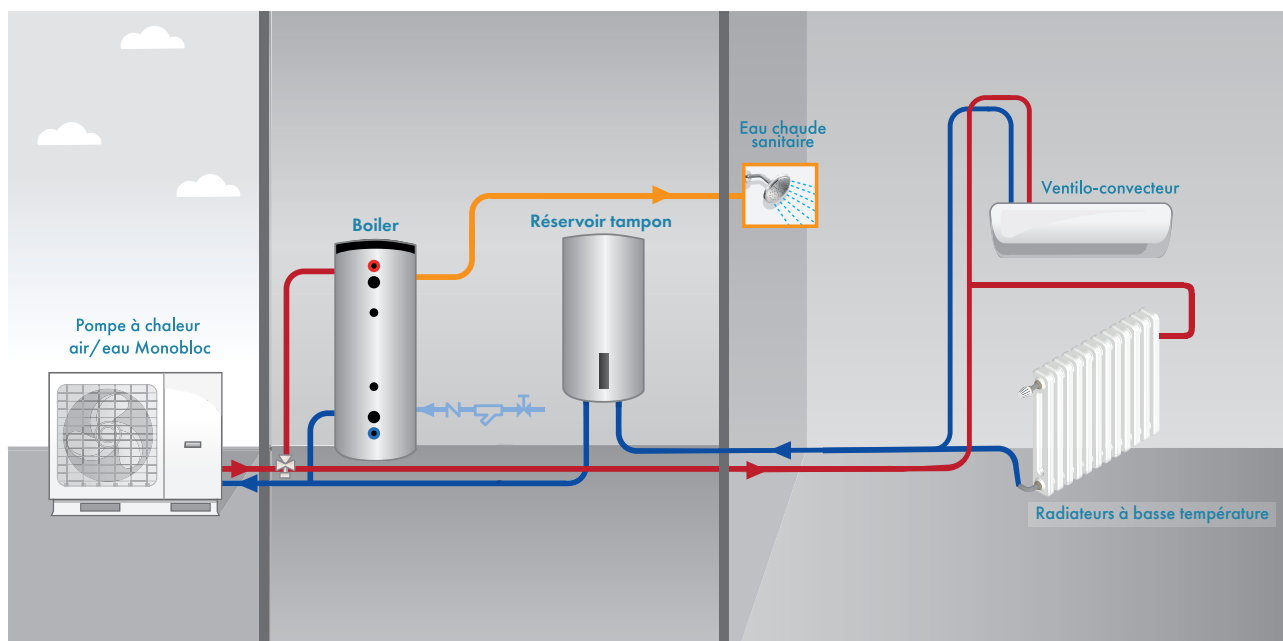 Eau chaude
sanitaire
Ventilo-convecteur
Boiler
Réservoir tampon
Pompe à chaleur
air/eau Monobloc
Radiateurs à basse température